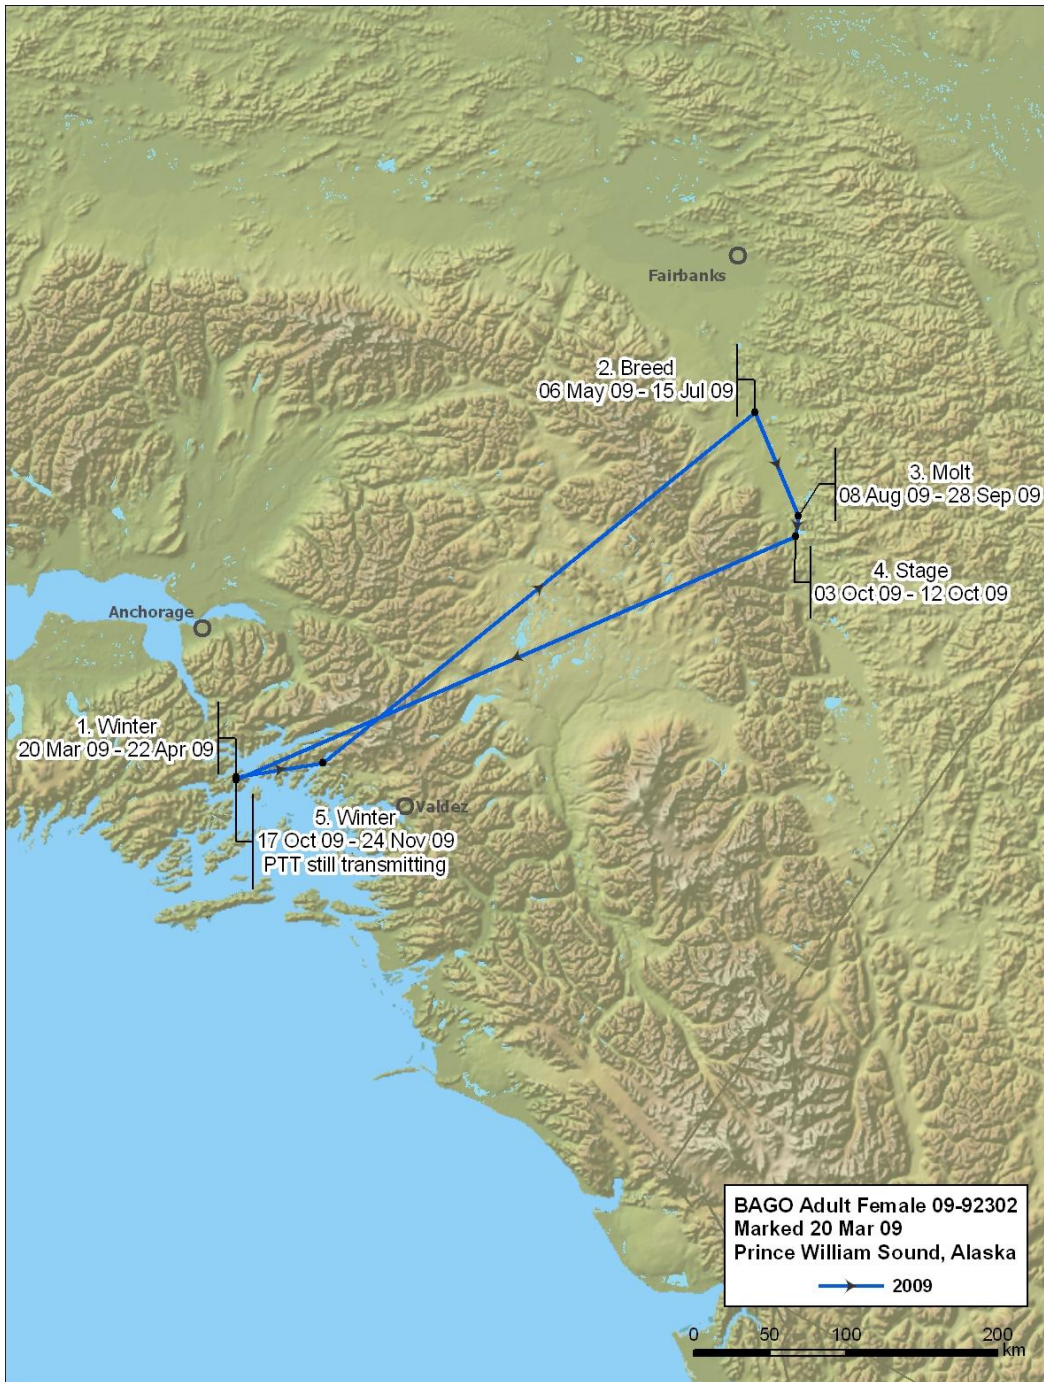 Fairbanks
2. Breed
06 May 09 - 15 Jul 09
3. Molt
08 Aug 09 - 28 Sep 09
4. Stage
03 Oct 09 - 12 Oct 09
Anchorage
1. Winter
20 Mar 09 - 22 Apr 09
Valdez
5. Winter
17 Oct 09 - 24 Nov 09
PTT still transmitting
BAGO Adult Female 09-92302
Marked 20 Mar 09
Prince William Sound, Alaska
2009
0 50 100 200
km